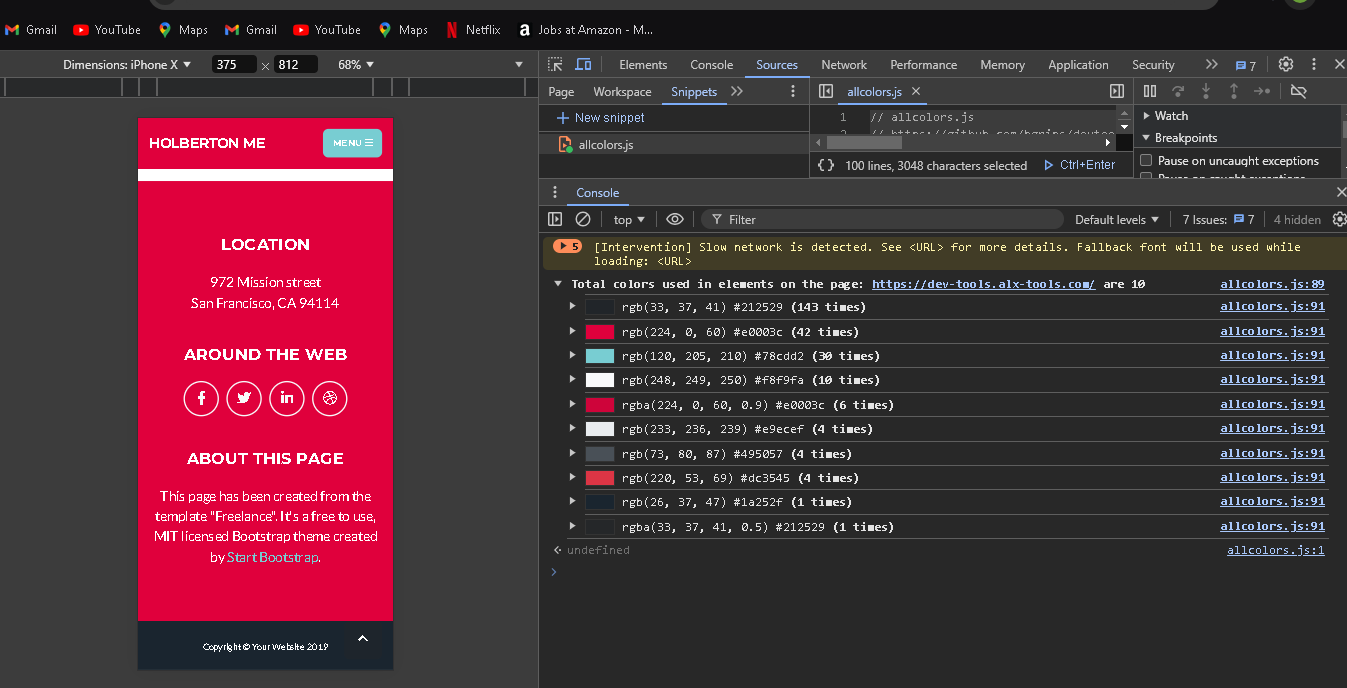 Gmail YouTube Maps Gmail YouTube Maps Netflix Jobs at Amazon - M...
Dimensions: iPhone X 375 × 812 68%
Elements Console Sources Network Performance Memory Application Security 7
Page Workspace Snippets
allcolors.js
New snippet
allcolors.js
1 // allcolors.js
100 lines, 3048 characters selected Ctrl+Enter
Watch
Breakpoints
Pause on uncaught exceptions
Pause on caught exceptions
HOLBERTON ME
MENU
LOCATION
972 Mission street
San Francisco, CA 94114
AROUND THE WEB
ABOUT THIS PAGE
This page has been created from the
template "Freelance". It's a free to use,
MIT licensed Bootstrap theme created
by Start Bootstrap.
Copyright © Your Website 2019
Console
top Filter Default levels 7 Issues: 7 4 hidden
5 [Intervention] Slow network is detected. See <URL> for more details. Fallback font will be used while
loading: <URL>
Total colors used in elements on the page: https://dev-tools.alx-tools.com/ are 10 allcolors.js:89
rgb(33, 37, 41) #212529 (143 times) allcolors.js:91
rgb(224, 0, 60) #e0003c (42 times) allcolors.js:91
rgb(120, 205, 210) #78cdd2 (30 times) allcolors.js:91
rgb(248, 249, 250) #f8f9fa (10 times) allcolors.js:91
rgba(224, 0, 60, 0.9) #e0003c (6 times) allcolors.js:91
rgb(233, 236, 239) #e9ecef (4 times) allcolors.js:91
rgb(73, 80, 87) #495057 (4 times) allcolors.js:91
rgb(220, 53, 69) #dc3545 (4 times) allcolors.js:91
rgb(26, 37, 47) #1a252f (1 times) allcolors.js:91
rgba(33, 37, 41, 0.5) #212529 (1 times) allcolors.js:91
undefined allcolors.js:1